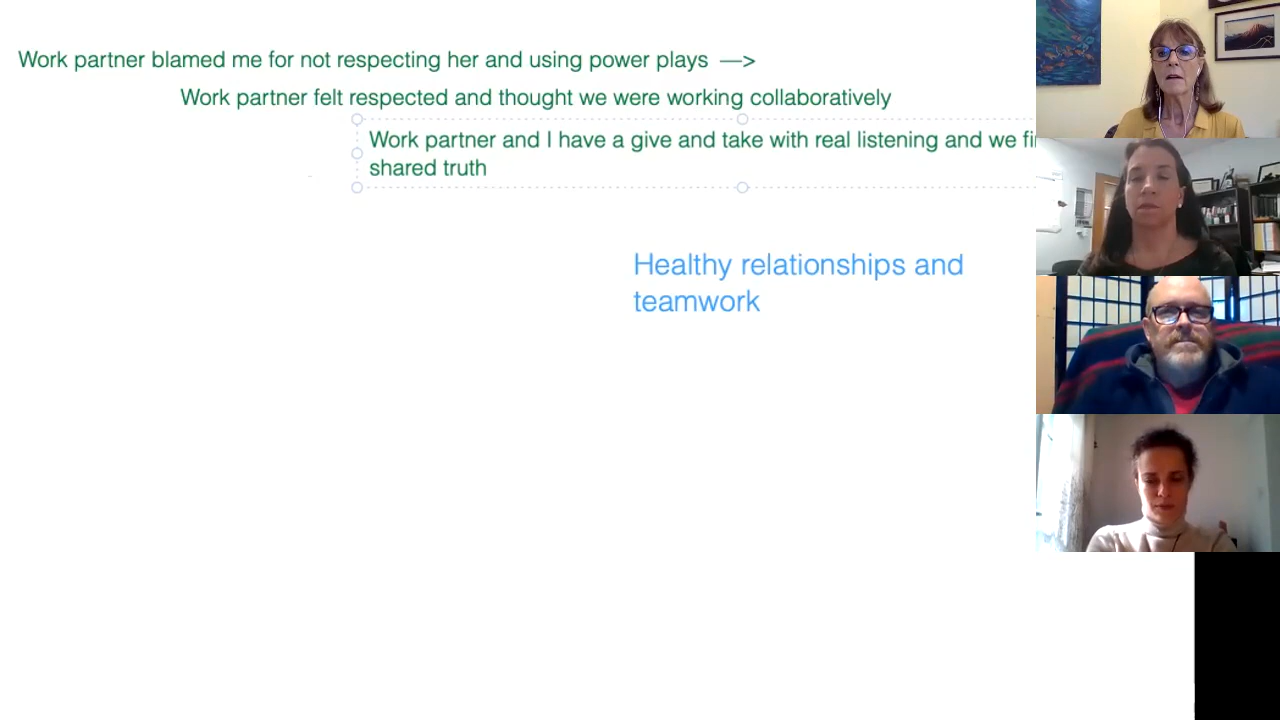 Work partner blamed me for not respecting her and using power plays —>
Work partner felt respected and thought we were working collaboratively
Work partner and I have a give and take with real listening and we
shared truth
Healthy relationships and
teamwork